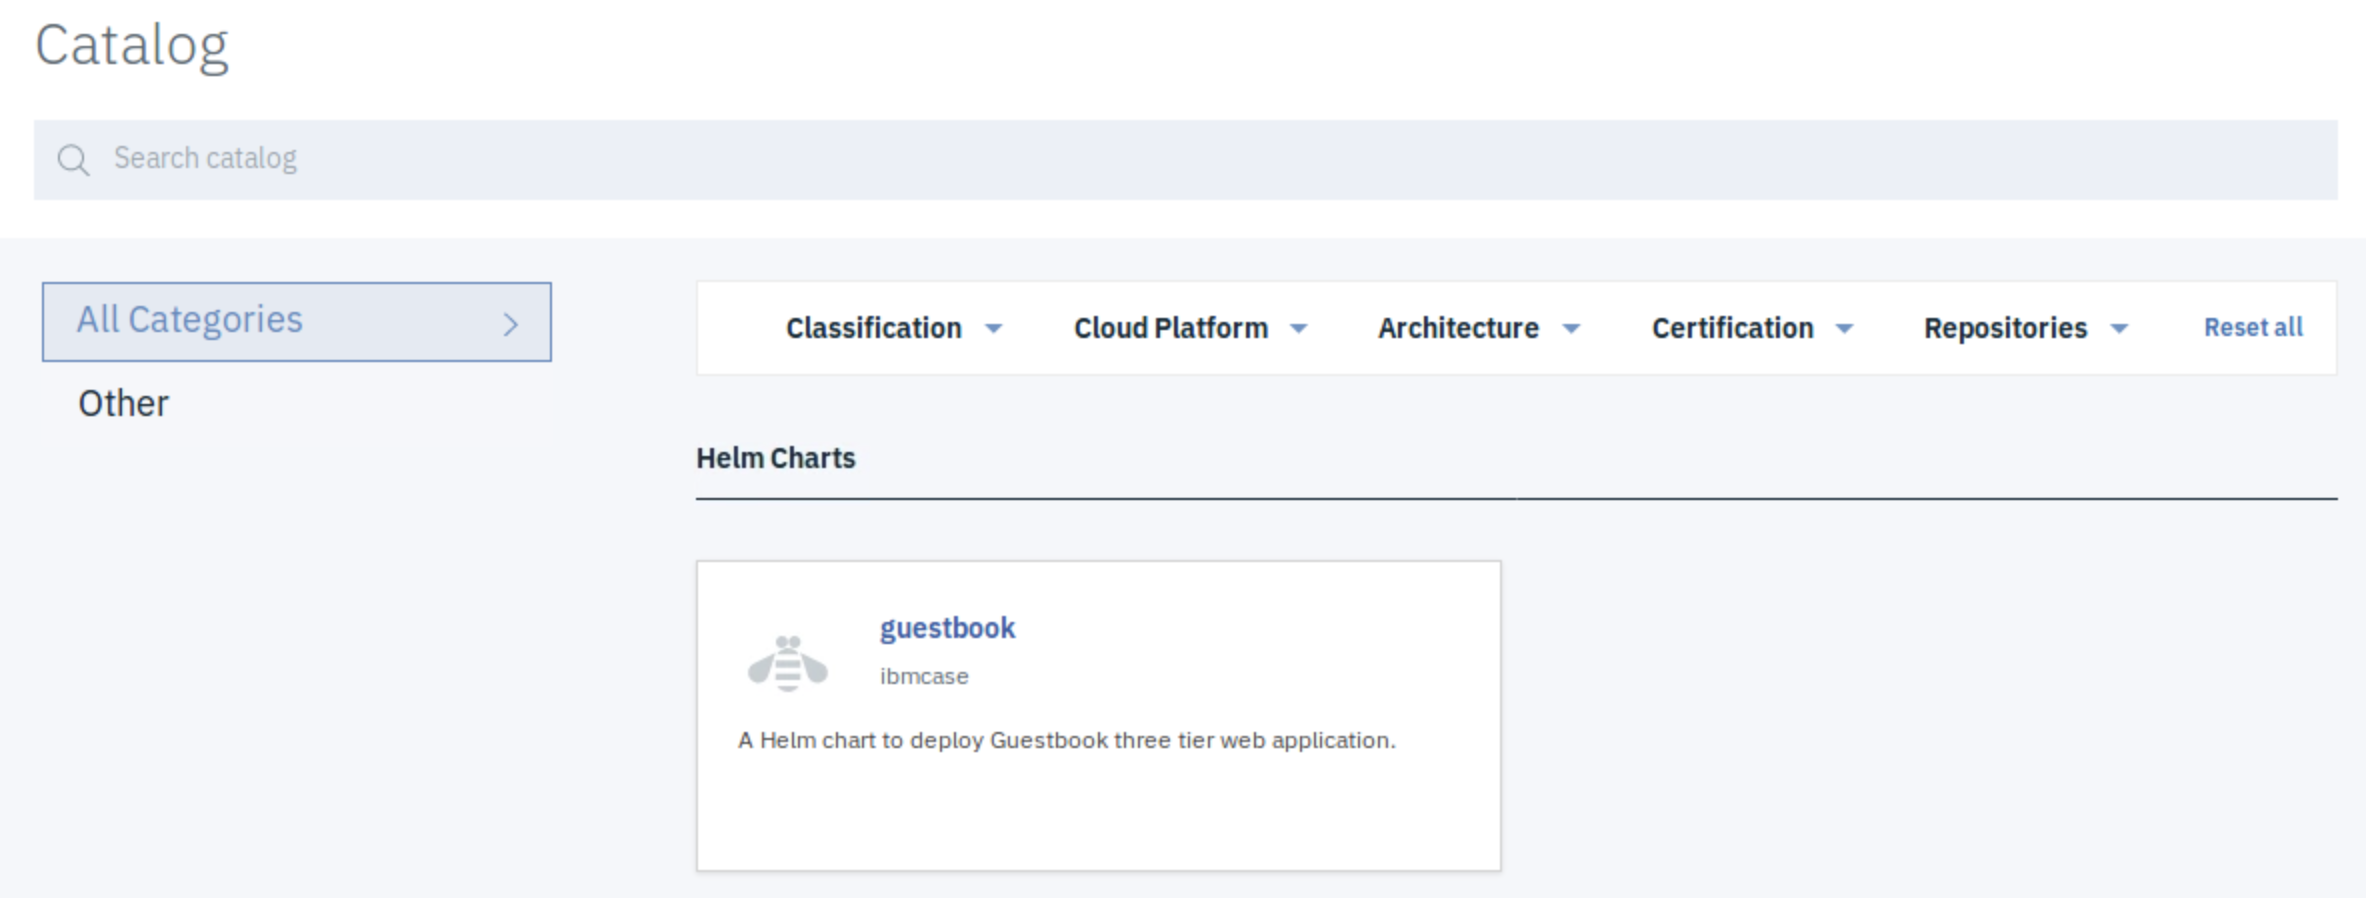 Catalog
Search catalog
All Categories
Other
Classification Cloud Platform Architecture Certification Repositories Reset all
Helm Charts
guestbook
ibmcase
A Helm chart to deploy Guestbook three tier web application.